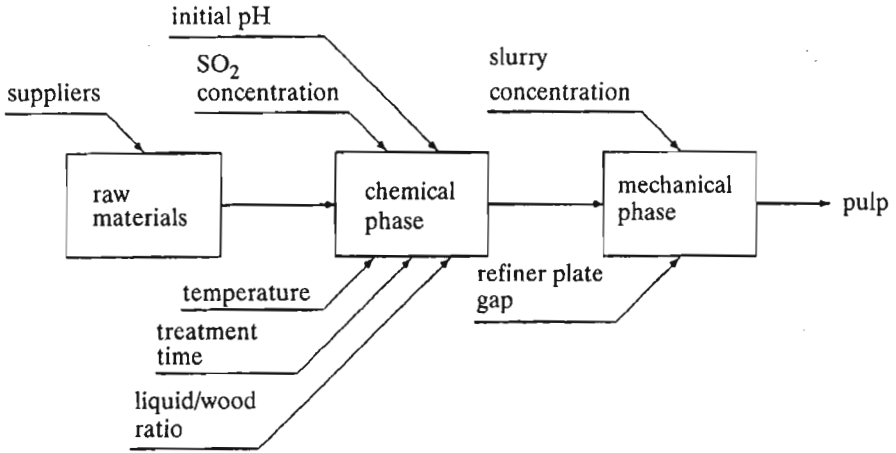 initial pH
SO2
concentration
suppliers
slurry
concentration
raw
materials
chemical
phase
mechanical
phase
pulp
temperature
treatment
time
liquid/wood
ratio
refiner plate
gap